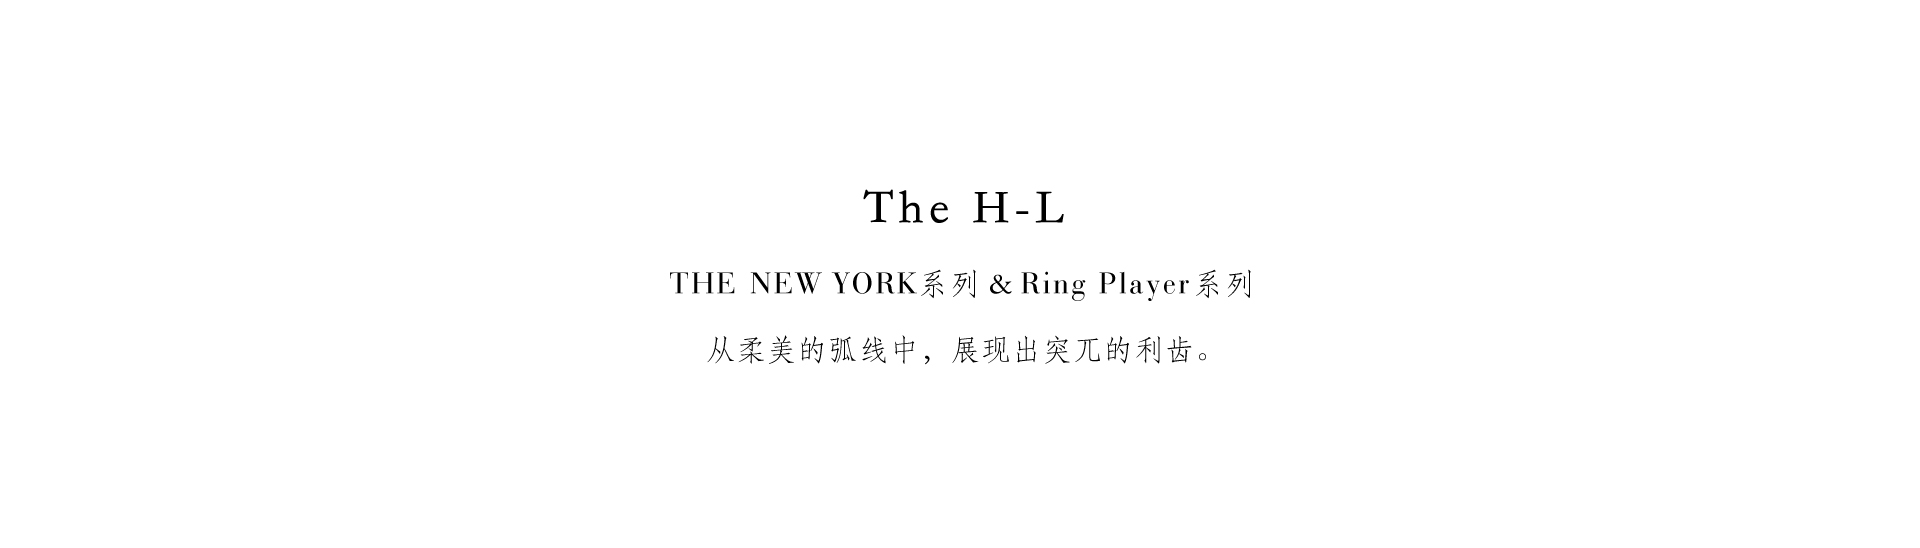 The H-L
THE NEW YORK系列 & Ring Player系列
从柔美的弧线中，展现出突兀的利齿。